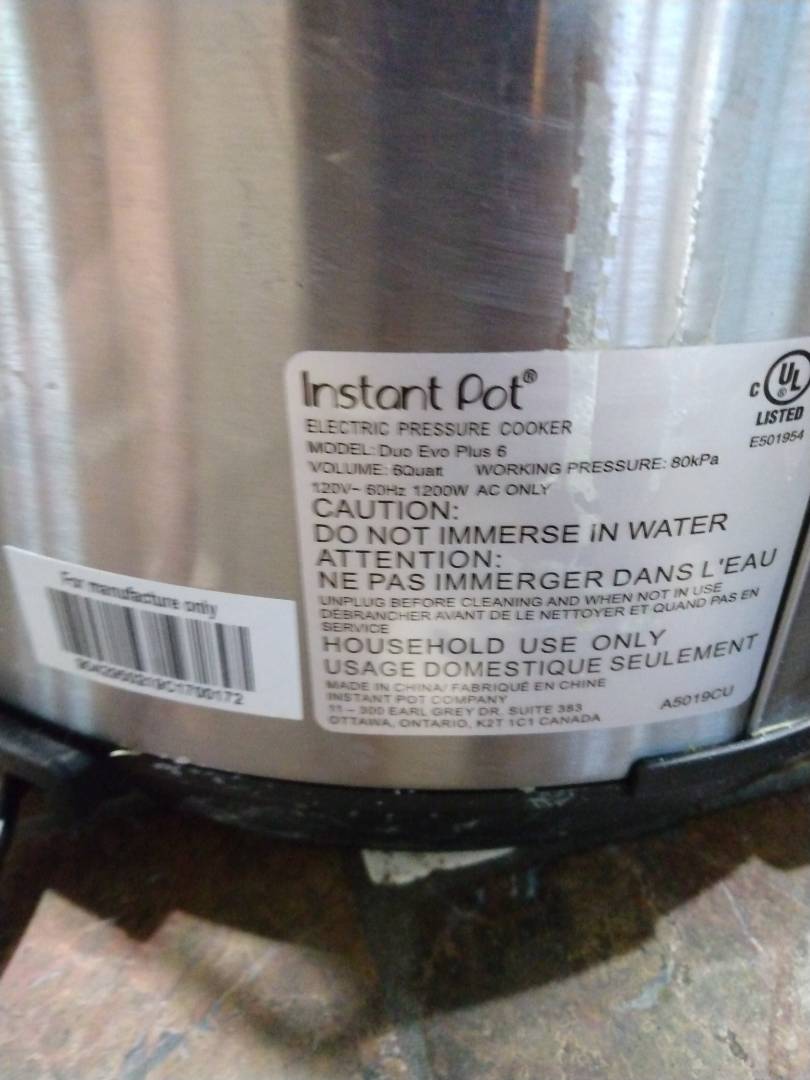 Instant Pot®
ELECTRIC PRESSURE COOKER
MODEL: Duo Evo Plus 6
VOLUME: 6Quart WORKING PRESSURE: 80kPa
120V~ 60Hz 1200W AC ONLY
CAUTION:
DO NOT IMMERSE IN WATER
ATTENTION:
NE PAS IMMERGER DANS L'EAU
UNPLUG BEFORE CLEANING AND WHEN NOT IN USE
DÉBRANCHER AVANT DE LE NETTOYER ET QUAND PAS EN
SERVICE
HOUSEHOLD USE ONLY
USAGE DOMESTIQUE SEULEMENT
MADE IN CHINA/ FABRIQUÉ EN CHINE
INSTANT POT COMPANY
11 – 300 EARL GREY DR. SUITE 383
OTTAWA, ONTARIO, K2T 1C1 CANADA
A5019CU
C UL ®
LISTED
E501954
For manufacture only